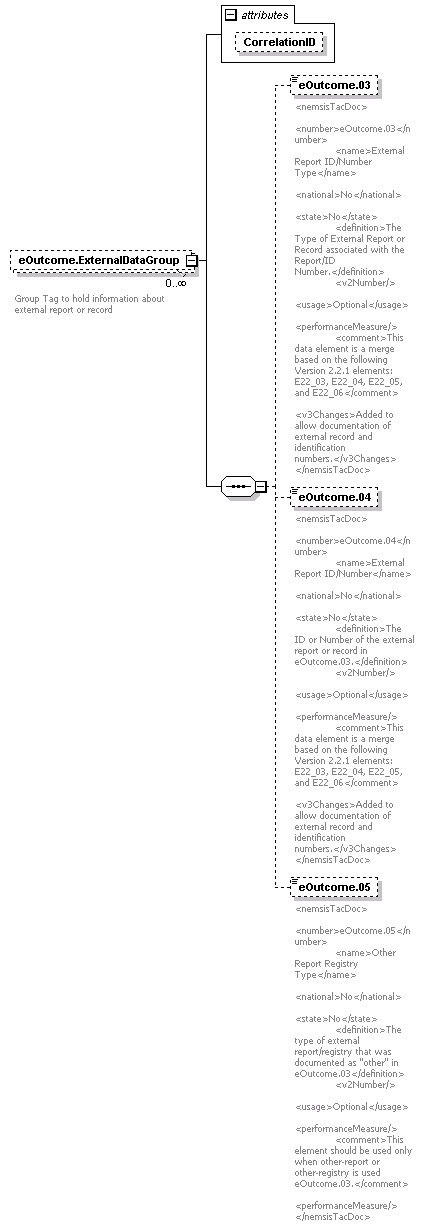 attributes
CorrelationID
eOutcome.ExternalDataGroup
0..∞
Group Tag to hold information about
external report or record
eOutcome.03
<nemsisTacDoc>
<number>eOutcome.03</n
umber>
<name>External
Report ID/Number
Type</name>
<national>No</national>
<state>No</state>
<definition>The
Type of External Report or
Record associated with the
Report/ID
Number.</definition>
<v2Number/>
<usage>Optional</usage>
<performanceMeasure/>
<comment>This
data element is a merge
based on the following
Version 2.2.1 elements:
E22_03, E22_04, E22_05,
and E22_06</comment>
<v3Changes>Added to
allow documentation of
external record and
identification
numbers.</v3Changes>
</nemsisTacDoc>
eOutcome.04
<nemsisTacDoc>
<number>eOutcome.04</n
umber>
<name>External
Report ID/Number</name>
<national>No</national>
<state>No</state>
<definition>The
ID or Number of the external
report or record in
eOutcome.03.</definition>
<v2Number/>
<usage>Optional</usage>
<performanceMeasure/>
<comment>This
data element is a merge
based on the following
Version 2.2.1 elements:
E22_03, E22_04, E22_05,
and E22_06</comment>
<v3Changes>Added to
allow documentation of
external record and
identification
numbers.</v3Changes>
</nemsisTacDoc>
eOutcome.05
<nemsisTacDoc>
<number>eOutcome.05</n
umber>
<name>Other
Report Registry
Type</name>
<national>No</national>
<state>No</state>
<definition>The
type of external
report/registry that was
documented as "other" in
eOutcome.03</definition>
<v2Number/>
<usage>Optional</usage>
<performanceMeasure/>
<comment>This
element should be used only
when other-report or
other-registry is used
eOutcome.03.</comment>
<performanceMeasure/>
</nemsisTacDoc>